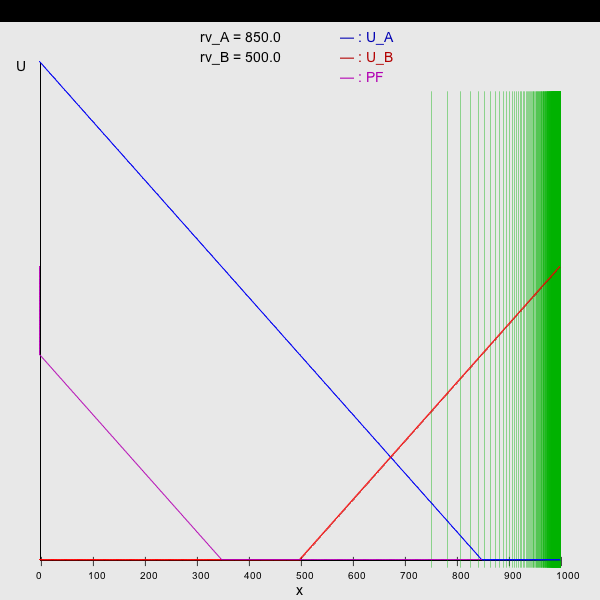 rv_A = 850.0 — : U_A
rv_B = 500.0 — : U_B
— : PF
U
0 100 200 300 400 500 600 700 800 900 1000
x